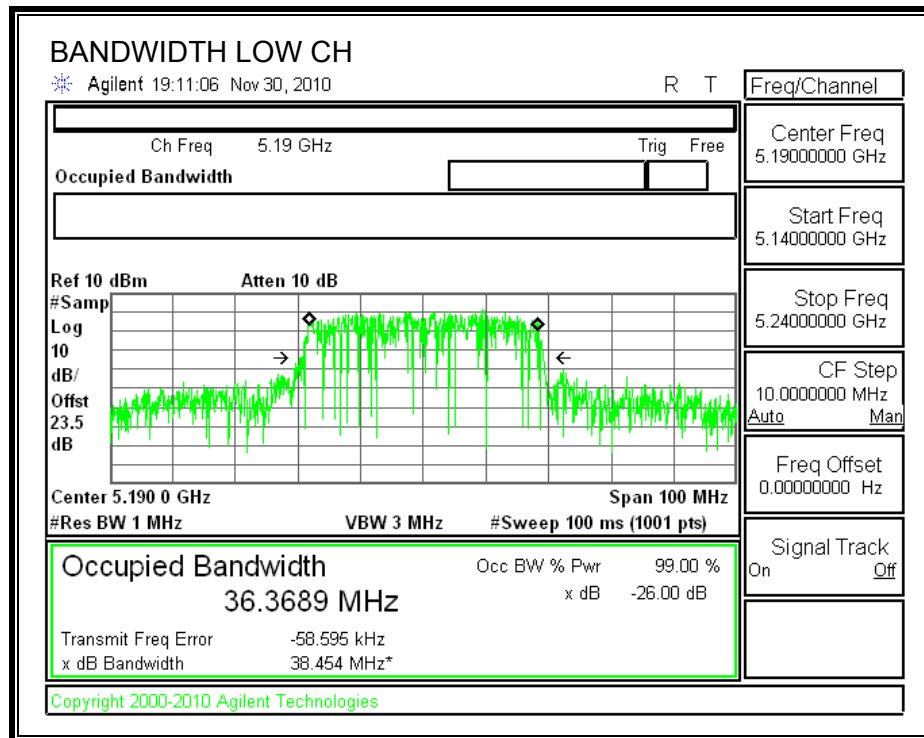 BANDWIDTH LOW CH
Agilent 19:11:06 Nov 30, 2010 R T
Freq/Channel
Ch Freq 5.19 GHz Trig Free
Occupied Bandwidth
Center Freq
5.19000000 GHz
Start Freq
5.14000000 GHz
Stop Freq
5.24000000 GHz
CF Step
10.0000000 MHz
Auto Man
Freq Offset
0.00000000 Hz
Signal Track
On Off
Ref 10 dBm Atten 10 dB
#Samp
Log
10
dB/
Offst
23.5
dB
Center 5.190 0 GHz Span 100 MHz
#Res BW 1 MHz VBW 3 MHz #Sweep 100 ms (1001 pts)
Occupied Bandwidth Occ BW % Pwr 99.00 %
36.3689 MHz x dB -26.00 dB
Transmit Freq Error -58.595 kHz
x dB Bandwidth 38.454 MHz*
Copyright 2000-2010 Agilent Technologies